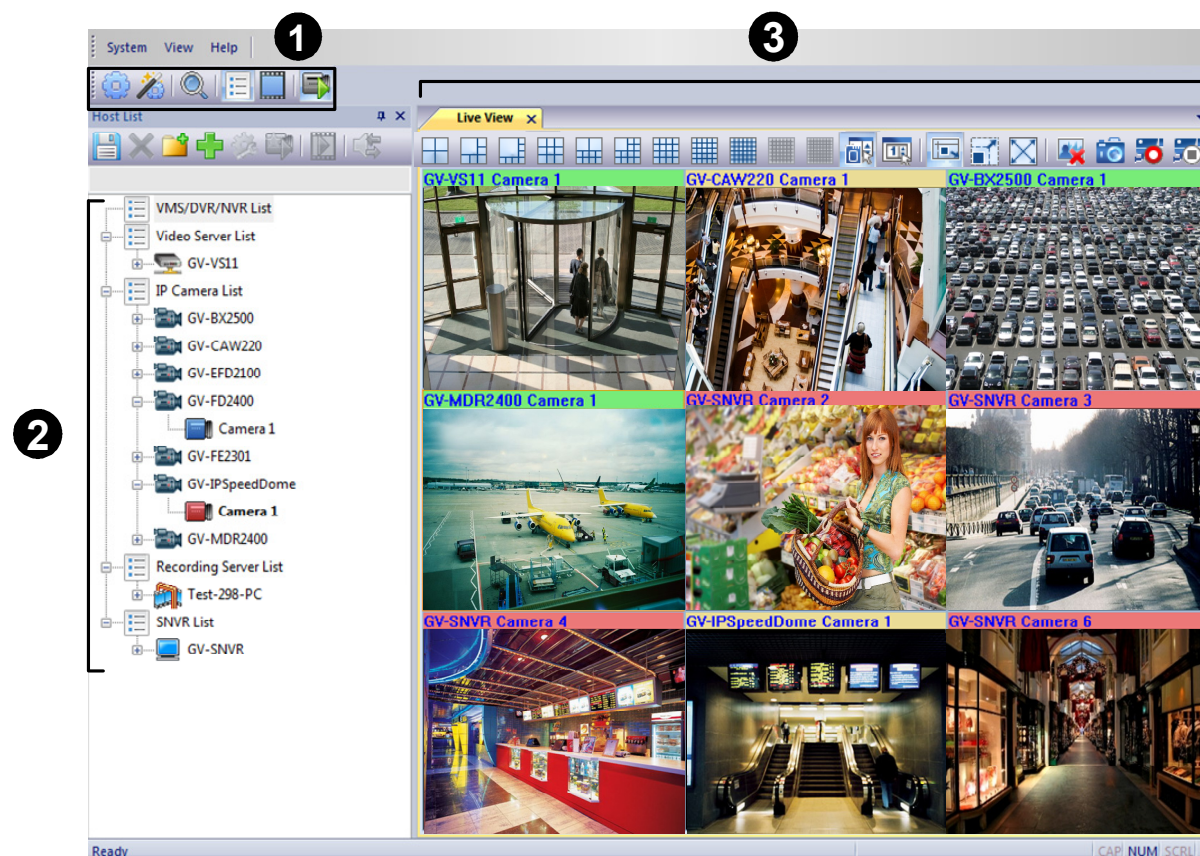 1
3
System View Help
Host List
Live View
GV-VS11 Camera 1
GV-CAW220 Camera 1
GV-BX2500 Camera 1
VMS/DVR/NVR List
Video Server List
GV-VS11
IP Camera List
GV-BX2500
GV-CAW220
GV-EFD2100
GV-FD2400
Camera 1
GV-FE2301
GV-IPSpeedDome
Camera 1
GV-MDR2400
Recording Server List
Test-298-PC
SNVR List
GV-SNVR
2
GV-MDR2400 Camera 1
GV-SNVR Camera 2
GV-SNVR Camera 3
GV-SNVR Camera 4
GV-IPSpeedDome Camera 1
GV-SNVR Camera 6
Ready
CAP NUM SCRL